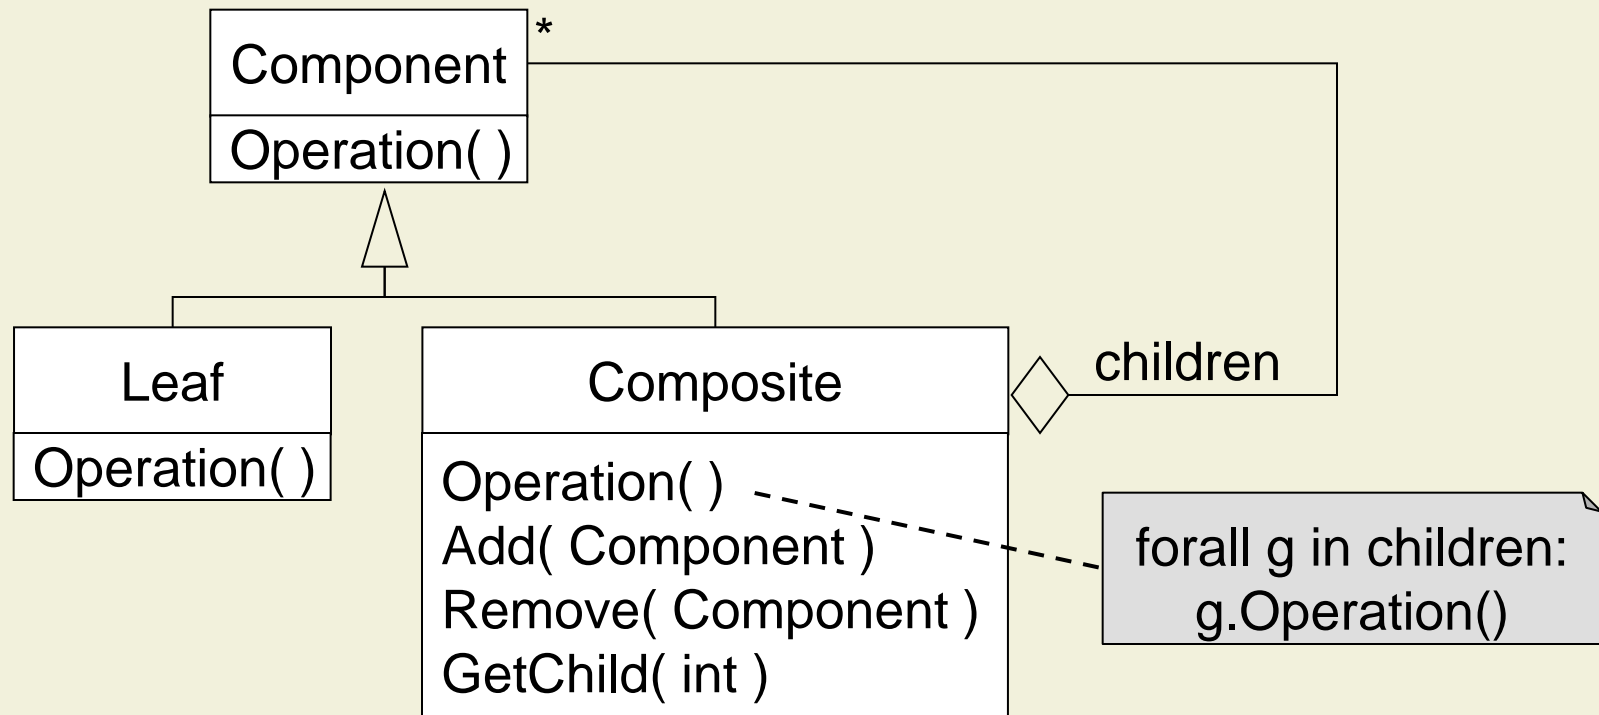 Component
*
Operation( )
Leaf
Operation( )
Composite
children
Operation( )
Add( Component )
Remove( Component )
GetChild( int )
forall g in children:
g.Operation()